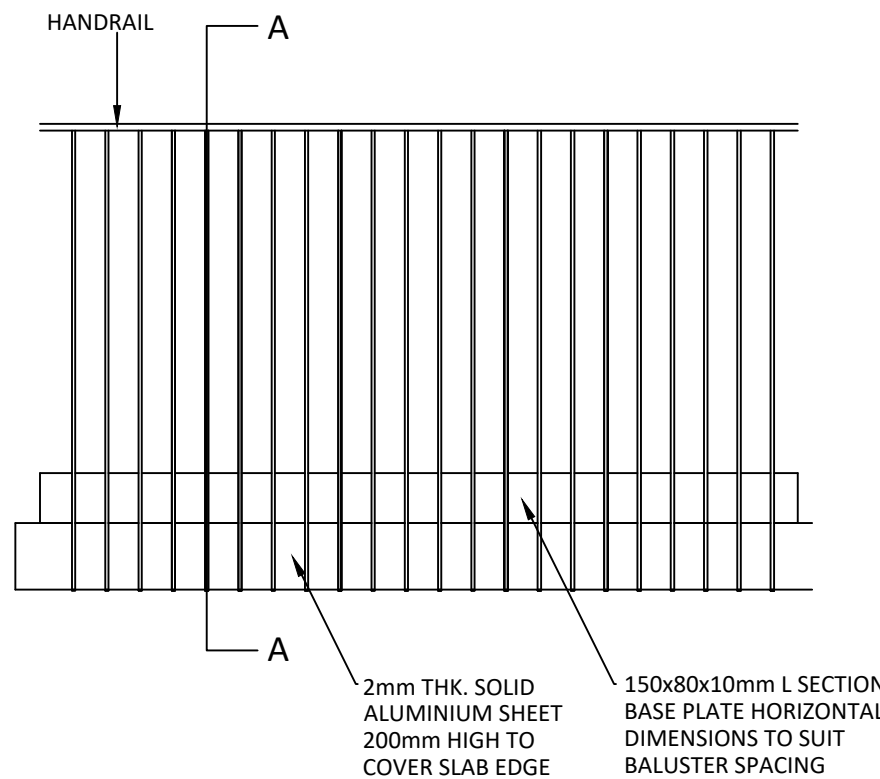 HANDRAIL
A
A
2mm THK. SOLID
ALUMINIUM SHEET
200mm HIGH TO
COVER SLAB EDGE
150x80x10mm L SECTION
BASE PLATE HORIZONTAL
DIMENSIONS TO SUIT
BALUSTER SPACING